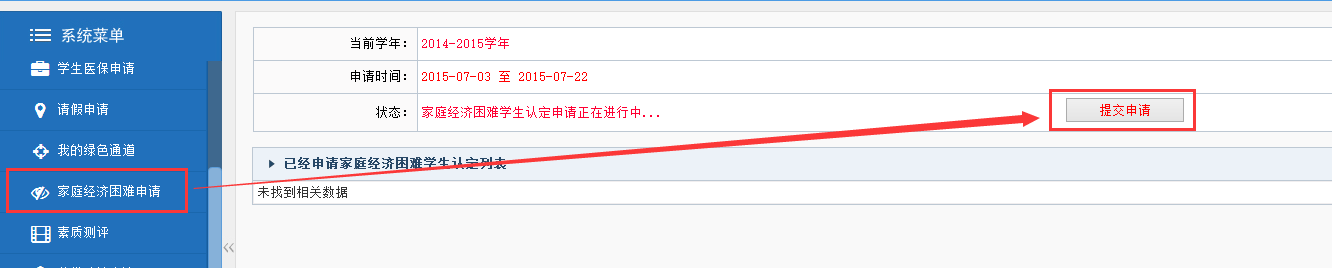 系统菜单
学生医保申请
请假申请
我的绿色通道
家庭经济困难申请
素质测评
当前学年： 2014-2015学年
申请时间： 2015-07-03 至 2015-07-22
状态： 家庭经济困难学生认定申请正在进行中... 提交申请
已经申请家庭经济困难学生认定列表
未找到相关数据